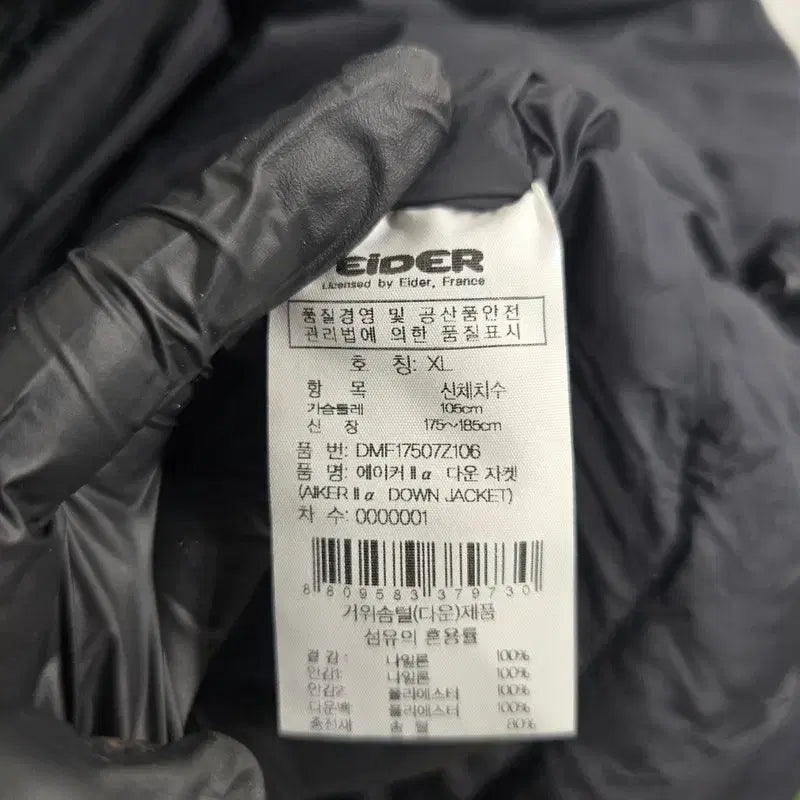 EIDER
Licensed by Eider, France
품질경영 및 공산품안전
관리법에 의한 품질표시
호 칭: XL
항 목 신체치수
가슴둘레 105cm
신 장 175~185cm
품 번: DMF17507Z106
품 명: 에이커 Ⅱα 다운 자켓
(AIKER Ⅱα DOWN JACKET)
차 수: 0000001
8 809583 379730
거위솜털(다운)제품
섬유의 혼용률
겉감: 나일론 100%
안감1: 나일론 100%
안감2: 폴리에스터 100%
다운백: 폴리에스터 100%
충전재: 솜털 80%